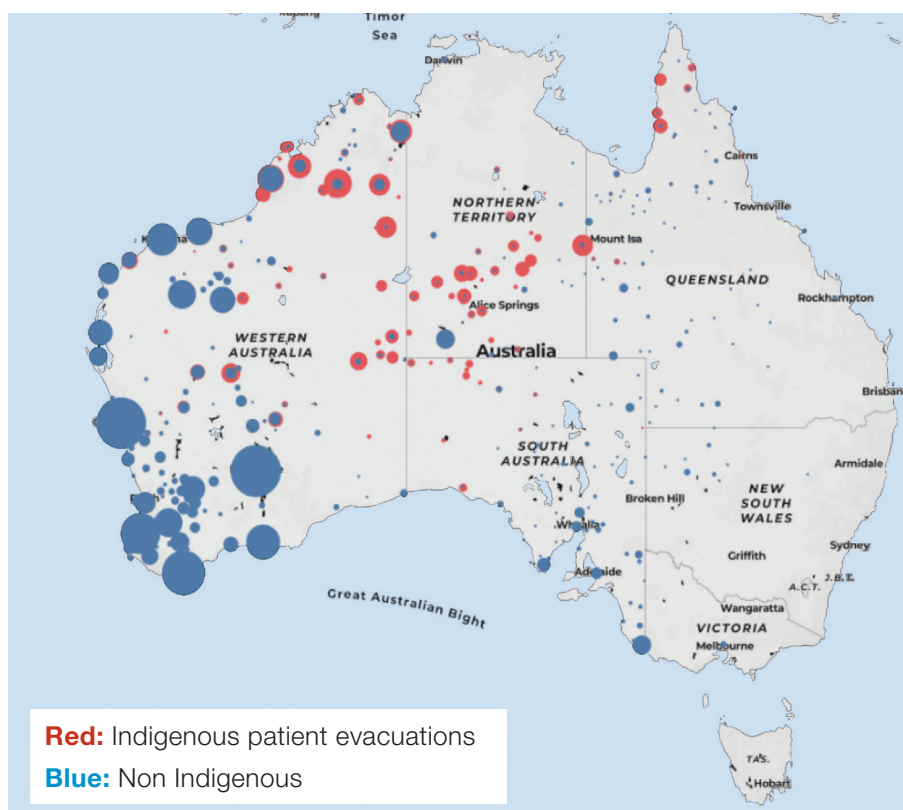 Timor
Sea
Darwin
Cairns
NORTHERN
TERRITORY
Townsville
Mount Isa
QUEENSLAND
Rockhampton
Alice Springs
WESTERN
AUSTRALIA
Australia
Brisban
SOUTH
AUSTRALIA
Armidale
Broken Hill
NEW
SOUTH
WALES
Sydney
Griffith
Adelaide
A.C.T.
J.B.T.
Great Australian Bight
Wangaratta
VICTORIA
Melbourne
TAS.
Hobart
Red: Indigenous patient evacuations
Blue: Non Indigenous